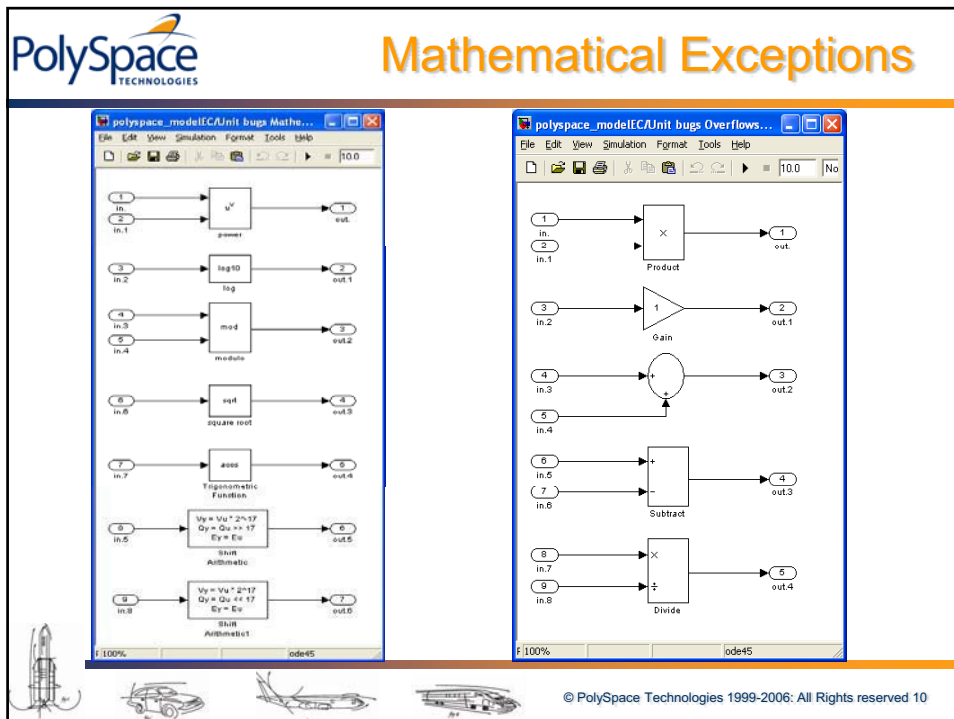 PolySpace
TECHNOLOGIES
Mathematical Exceptions
polyspace_modelEC/Unit bugs Mathe...
File Edit View Simulation Format Tools Help
10.0
1
in.
2
in.1
u^v
power
1
out.
3
in.2
log10
log
2
out.1
4
in.3
5
in.4
mod
modulo
3
out.2
6
in.6
sqrt
square root
4
out.3
7
in.7
acos
Trigonometric
Function
5
out.4
8
in.5
Vy = Vu * 2^17
Qy = Qu >> 17
Ey = Eu
Shift
Arithmetic
6
out.5
9
in.8
Vy = Vu * 2^17
Qy = Qu << 17
Ey = Eu
Shift
Arithmetic1
7
out.6
100%
ode45
polyspace_modelEC/Unit bugs Overflows...
File Edit View Simulation Format Tools Help
10.0 No
1
in.
2
in.1
×
Product
1
out.
3
in.2
1
Gain
2
out.1
4
in.3
5
in.4
+
+
3
out.2
6
in.5
7
in.6
+
−
Subtract
4
out.3
8
in.7
9
in.8
×
÷
Divide
5
out.4
100%
ode45
© PolySpace Technologies 1999-2006: All Rights reserved 10